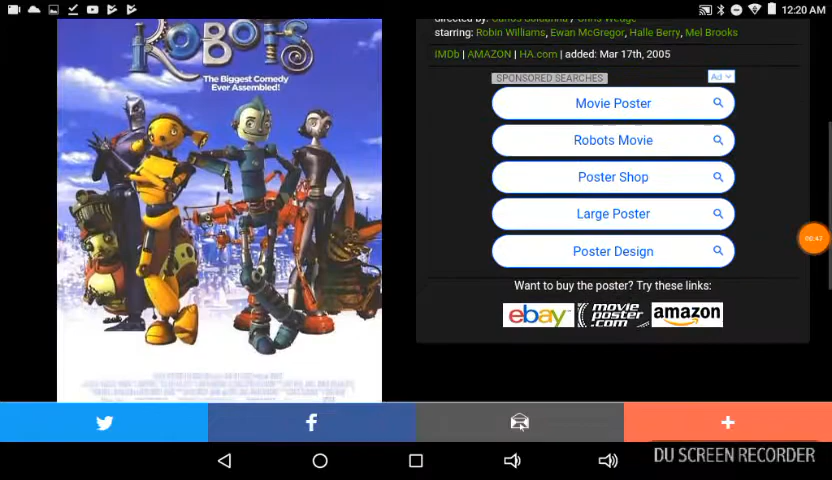 12:20 AM
ROBOTS
The Biggest Comedy
Ever Assembled!
starring: Robin Williams, Ewan McGregor, Halle Berry, Mel Brooks
IMDb | AMAZON | HA.com | added: Mar 17th, 2005
SPONSORED SEARCHES
Ad
Movie Poster
Robots Movie
Poster Shop
Large Poster
Poster Design
Want to buy the poster? Try these links:
ebay
movie
poster
.com
amazon
DU SCREEN RECORDER